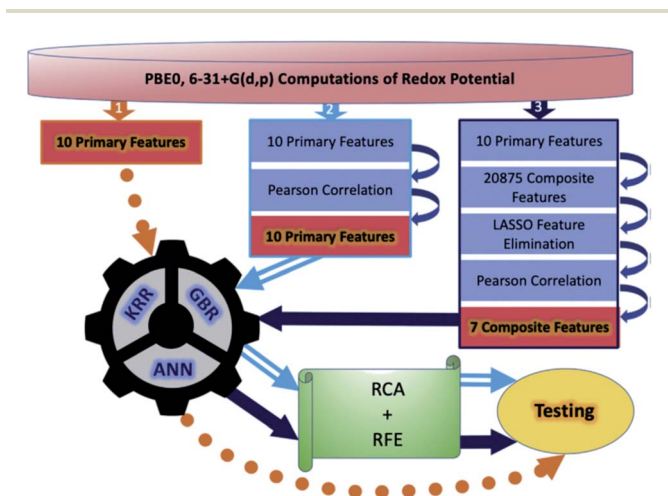 PBE0, 6-31+G(d,p) Computations of Redox Potential
1
2
3
10 Primary Features
10 Primary Features
Pearson Correlation
10 Primary Features
10 Primary Features
20875 Composite
Features
LASSO Feature
Elimination
Pearson Correlation
7 Composite Features
KRR
GBR
ANN
RCA
+
RFE
Testing